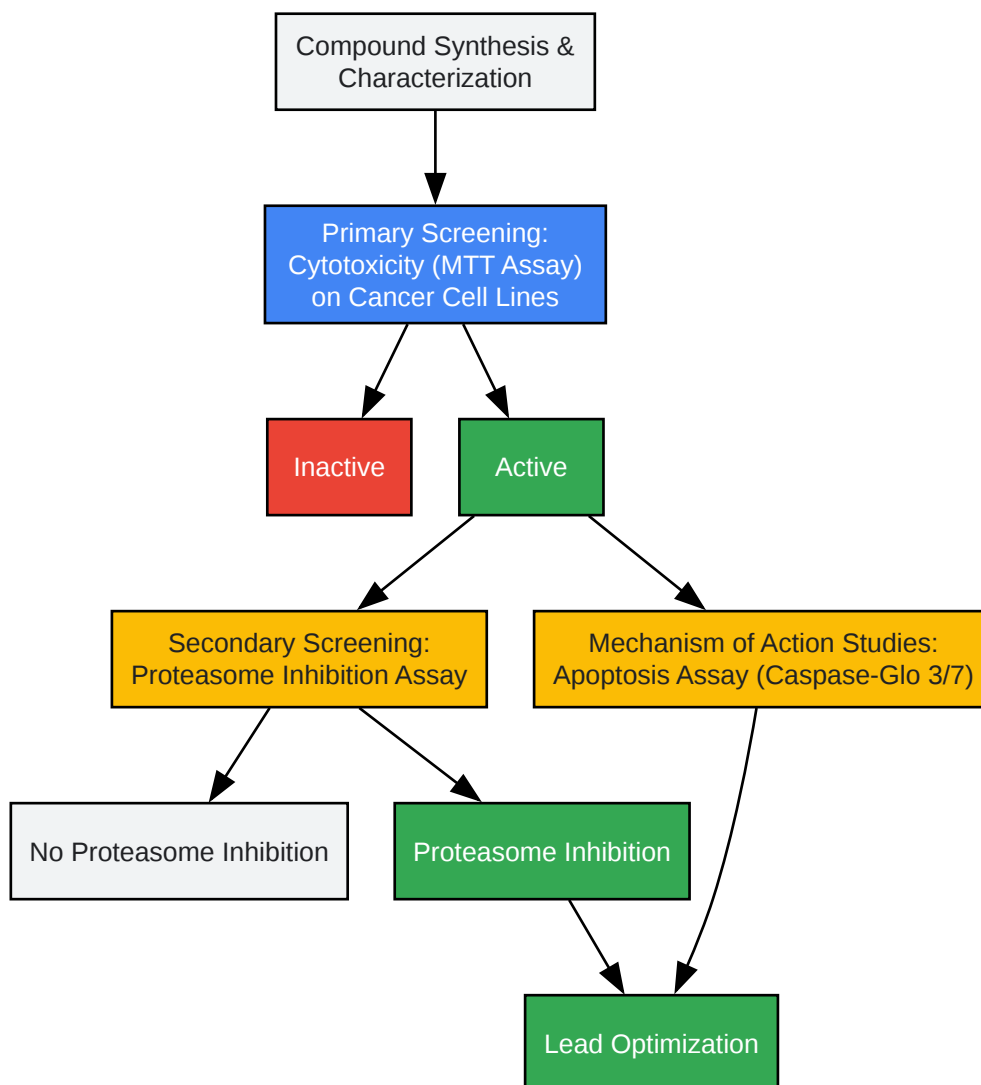 Compound Synthesis &
Characterization
Primary Screening:
Cytotoxicity (MTT Assay)
on Cancer Cell Lines
Inactive
Active
Secondary Screening:
Proteasome Inhibition Assay
Mechanism of Action Studies:
Apoptosis Assay (Caspase-Glo 3/7)
No Proteasome Inhibition
Proteasome Inhibition
Lead Optimization